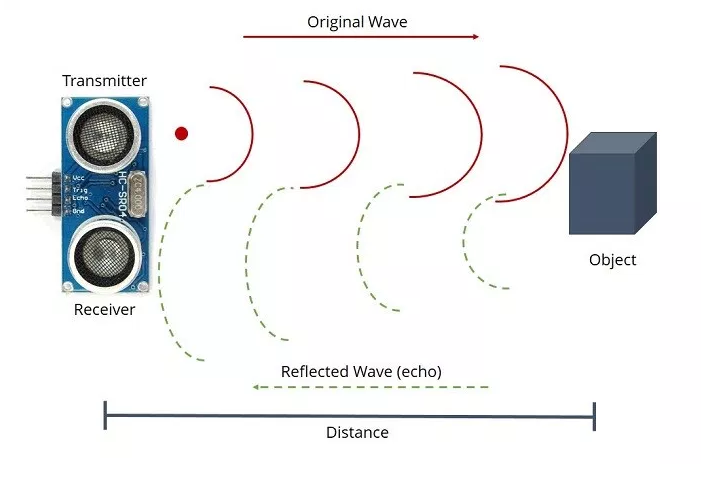 Original Wave
Transmitter
Vcc
Trig
Echo
Gnd
HC-SR04
Object
Receiver
Reflected Wave (echo)
Distance